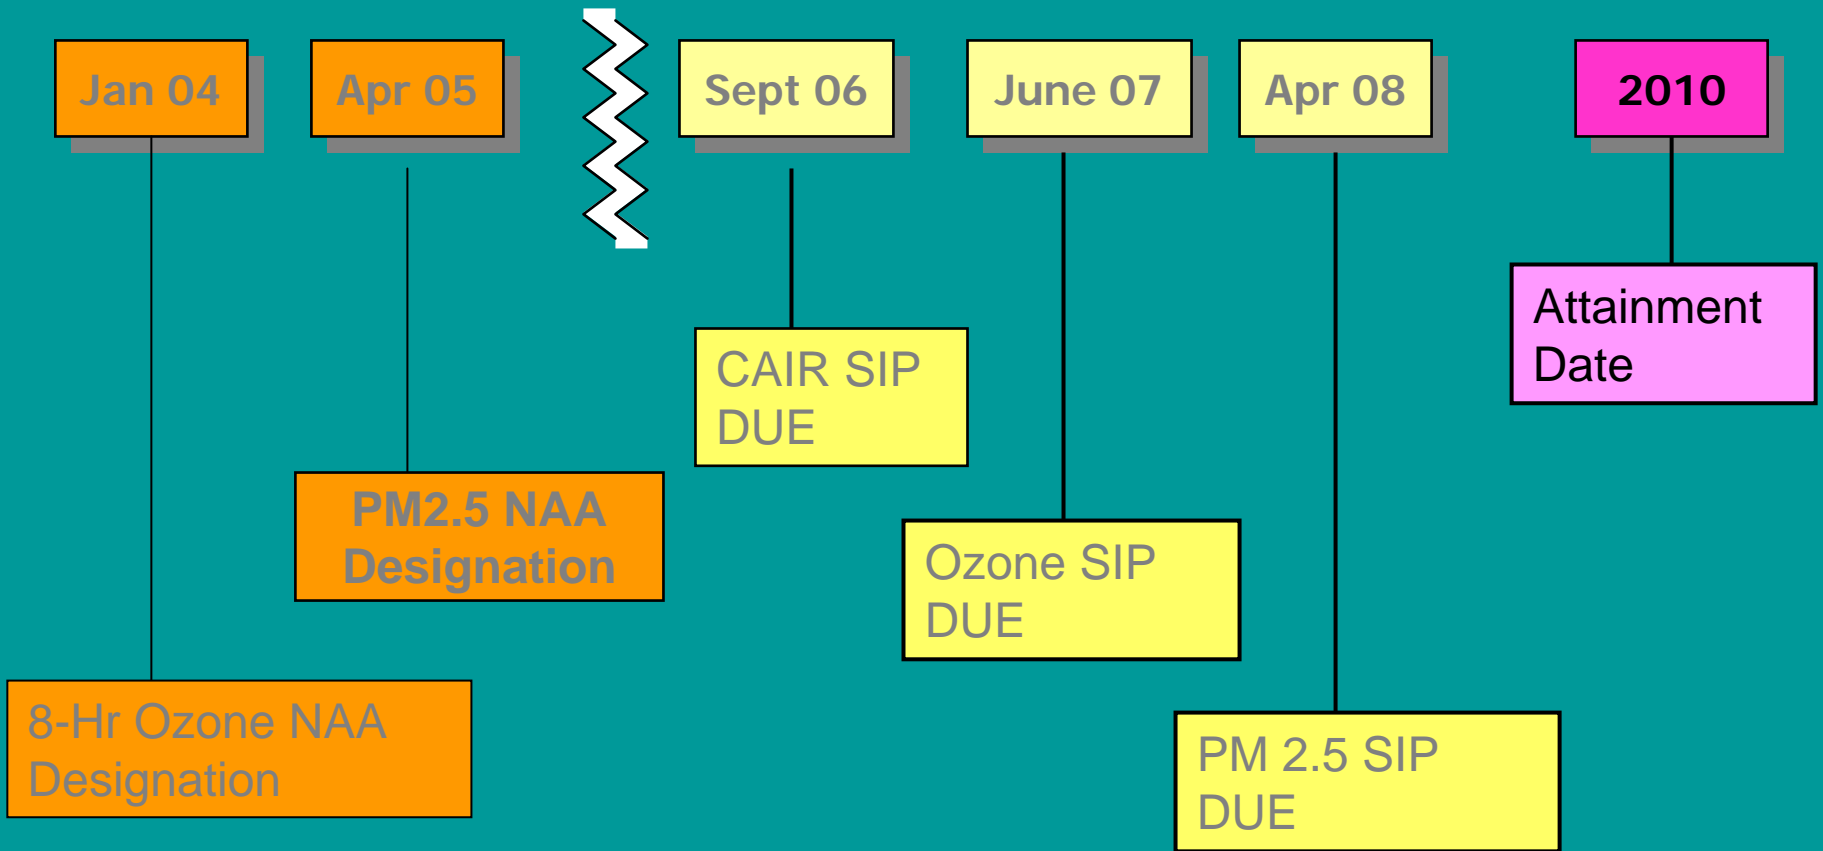 Jan 04
Apr 05
Sept 06
June 07
Apr 08
2010
Attainment
Date
CAIR SIP
DUE
PM2.5 NAA
Designation
Ozone SIP
DUE
8-Hr Ozone NAA
Designation
PM 2.5 SIP
DUE